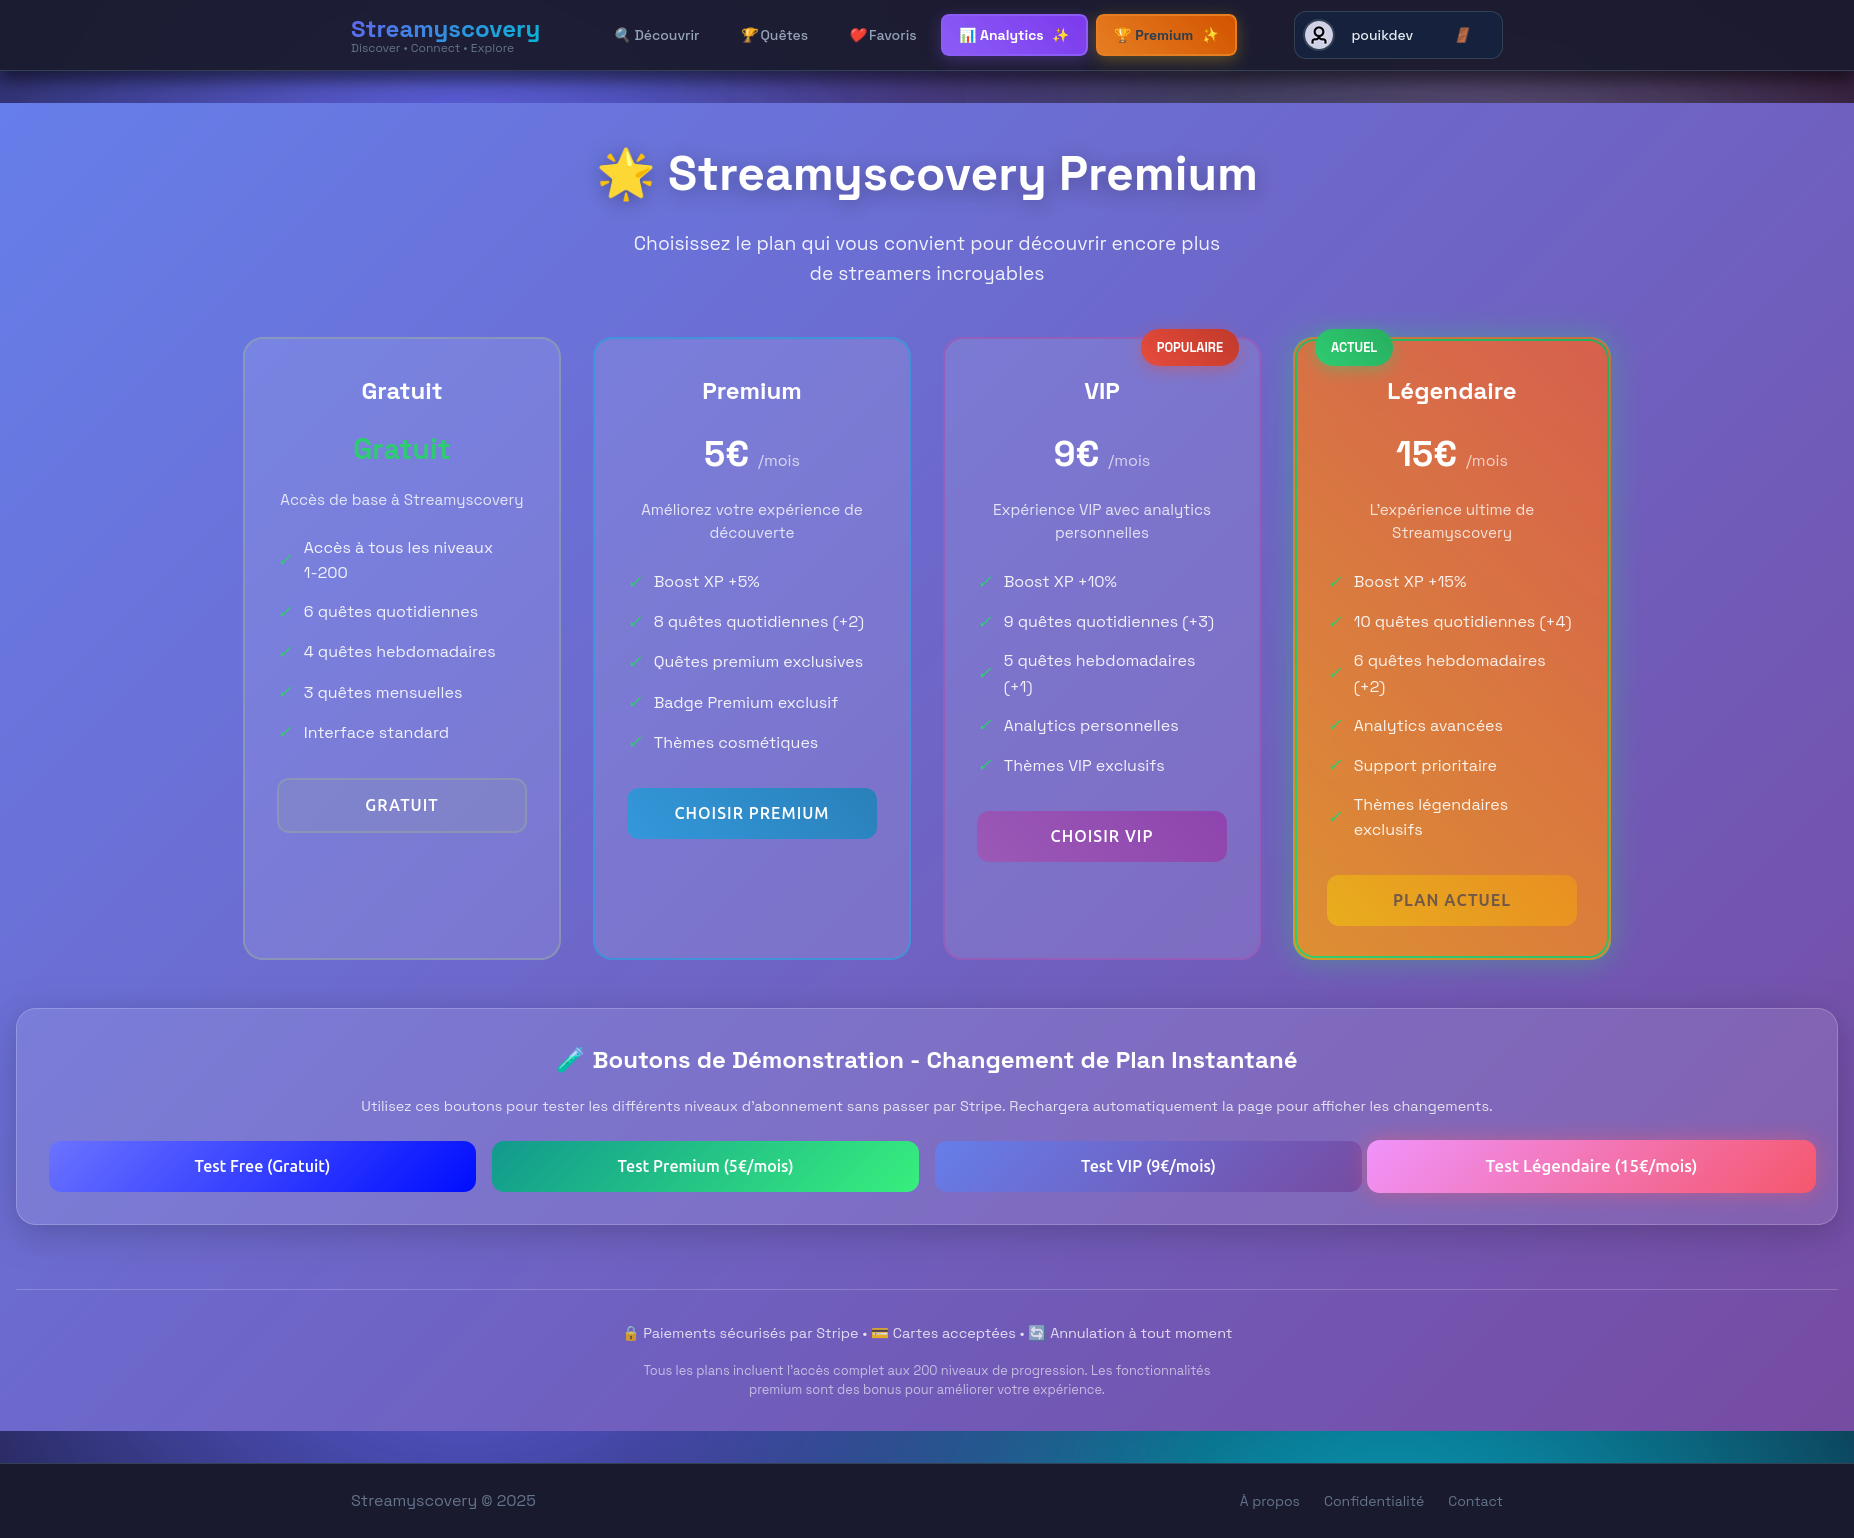 Streamyscovery
Discover • Connect • Explore
🔍 Découvrir
🏆 Quêtes
❤️ Favoris
📊 Analytics ✨
🏆 Premium ✨
pouikdev
🌟 Streamyscovery Premium
Choisissez le plan qui vous convient pour découvrir encore plus
de streamers incroyables
Gratuit
Gratuit
Accès de base à Streamyscovery
✓ Accès à tous les niveaux
1-200
✓ 6 quêtes quotidiennes
✓ 4 quêtes hebdomadaires
✓ 3 quêtes mensuelles
✓ Interface standard
GRATUIT
Premium
5€ /mois
Améliorez votre expérience de
découverte
✓ Boost XP +5%
✓ 8 quêtes quotidiennes (+2)
✓ Quêtes premium exclusives
✓ Badge Premium exclusif
✓ Thèmes cosmétiques
CHOISIR PREMIUM
POPULAIRE
VIP
9€ /mois
Expérience VIP avec analytics
personnelles
✓ Boost XP +10%
✓ 9 quêtes quotidiennes (+3)
✓ 5 quêtes hebdomadaires
(+1)
✓ Analytics personnelles
✓ Thèmes VIP exclusifs
CHOISIR VIP
ACTUEL
Légendaire
15€ /mois
L'expérience ultime de
Streamyscovery
✓ Boost XP +15%
✓ 10 quêtes quotidiennes (+4)
✓ 6 quêtes hebdomadaires
(+2)
✓ Analytics avancées
✓ Support prioritaire
✓ Thèmes légendaires
exclusifs
PLAN ACTUEL
🧪 Boutons de Démonstration - Changement de Plan Instantané
Utilisez ces boutons pour tester les différents niveaux d'abonnement sans passer par Stripe. Rechargera automatiquement la page pour afficher les changements.
Test Free (Gratuit)
Test Premium (5€/mois)
Test VIP (9€/mois)
Test Légendaire (15€/mois)
🔒 Paiements sécurisés par Stripe • 💳 Cartes acceptées • 🔄 Annulation à tout moment
Tous les plans incluent l'accès complet aux 200 niveaux de progression. Les fonctionnalités
premium sont des bonus pour améliorer votre expérience.
Streamyscovery © 2025
À propos
Confidentialité
Contact